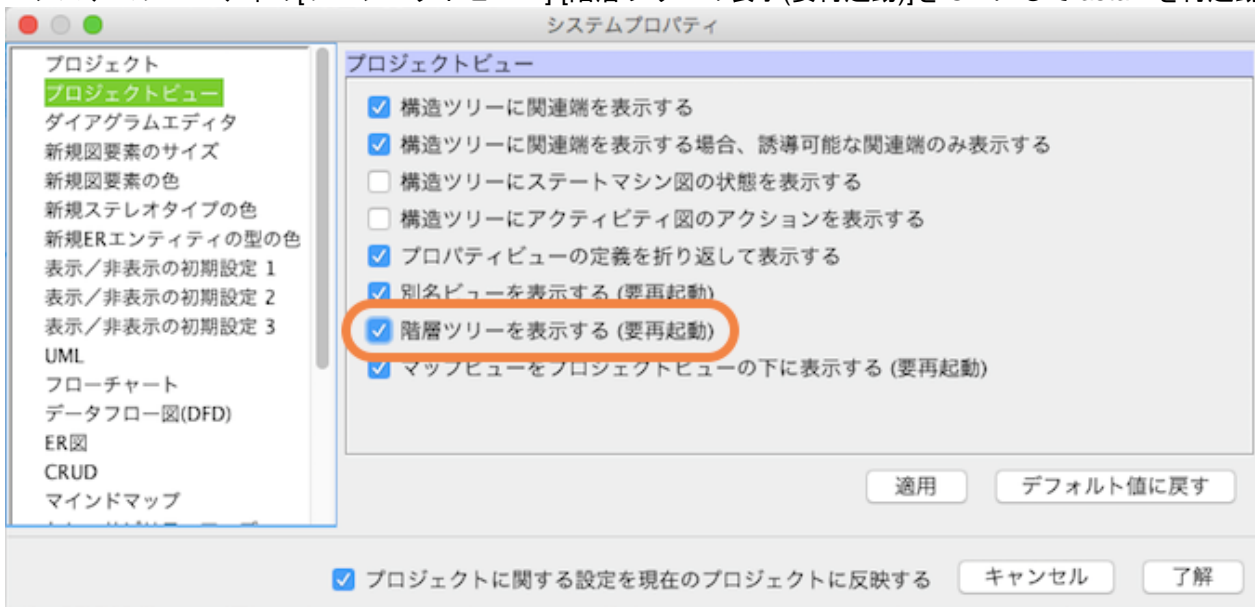 システムプロパティ
プロジェクト
プロジェクトビュー
ダイアグラムエディタ
新規図要素のサイズ
新規図要素の色
新規ステレオタイプの色
新規ERエンティティの型の色
表示／非表示の初期設定 1
表示／非表示の初期設定 2
表示／非表示の初期設定 3
UML
フローチャート
データフロー図(DFD)
ER図
CRUD
マインドマップ
プロジェクトビュー
構造ツリーに関連端を表示する
構造ツリーに関連端を表示する場合、誘導可能な関連端のみ表示する
構造ツリーにステートマシン図の状態を表示する
構造ツリーにアクティビティ図のアクションを表示する
プロパティビューの定義を折り返して表示する
別名ビューを表示する (要再起動)
階層ツリーを表示する (要再起動)
マップビューをプロジェクトビューの下に表示する (要再起動)
適用
デフォルト値に戻す
プロジェクトに関する設定を現在のプロジェクトに反映する
キャンセル
了解